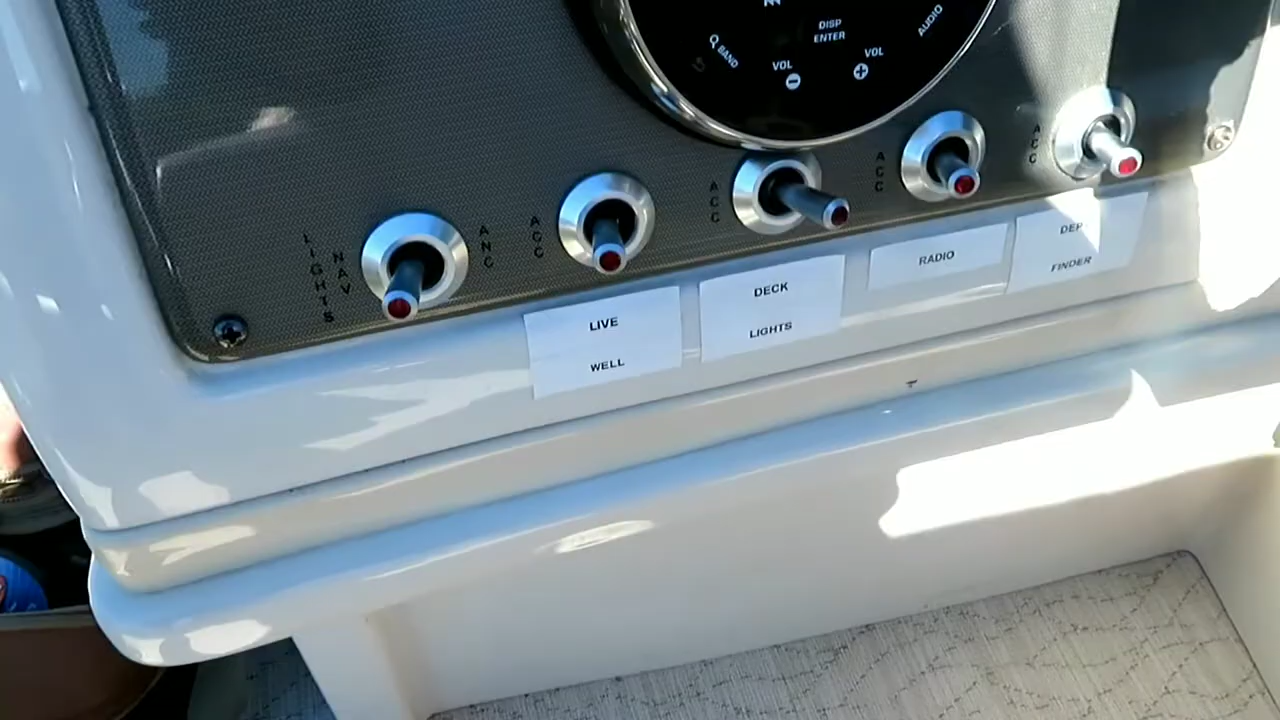 DISP
ENTER
AUDIO
BAND
VOL
VOL
LIGHTS
NAV
ANC
ACC
ACC
ACC
ACC
LIVE
WELL
DECK
LIGHTS
RADIO
DEP
FINDER